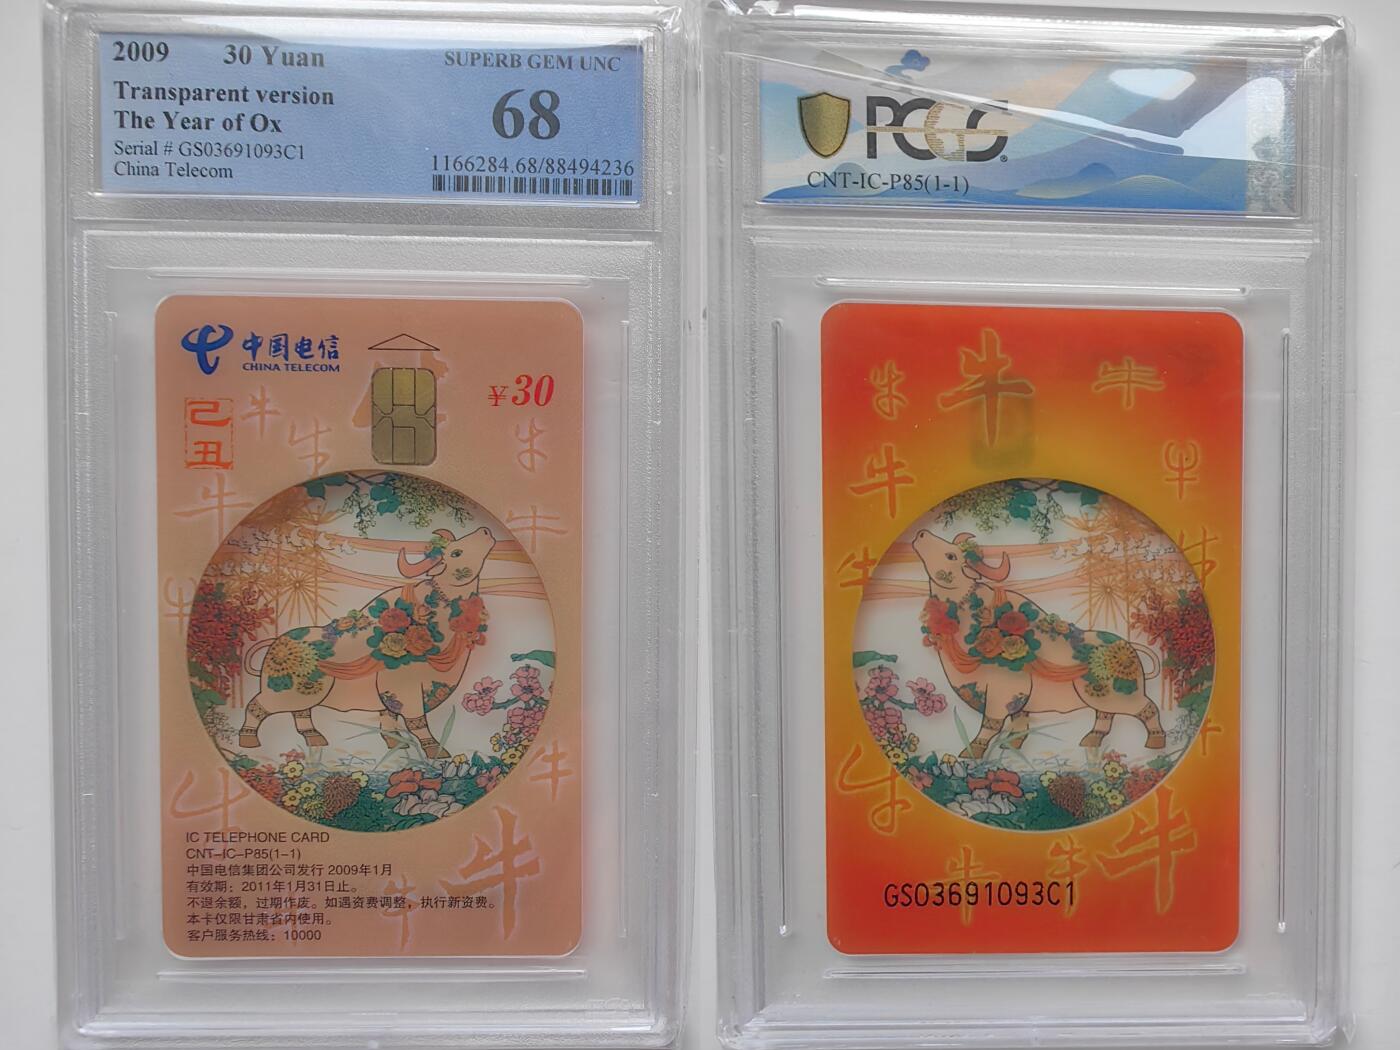 2009 30 Yuan SUPERB GEM UNC
Transparent version
The Year of Ox
68
Serial # GS03691093C1
China Telecom
1166284.68/88494236
中国电信
CHINA TELECOM
¥30
己丑
牛
IC TELEPHONE CARD
CNT-IC-P85(1-1)
中国电信集团公司发行 2009年1月
有效期：2011年1月31日止。
不退余额，过期作废。如遇资费调整，执行新资费。
本卡仅限甘肃省内使用。
客户服务热线：10000
PCGS
CNT-IC-P85(1-1)
牛
牛
牛
牛
GS03691093C1